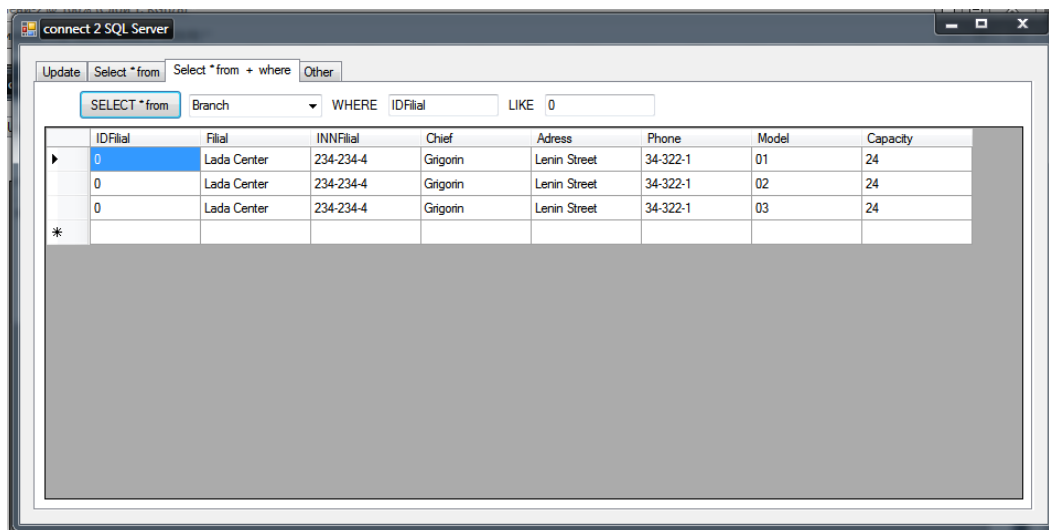 connect 2 SQL Server
Update Select * from Select * from + where Other
SELECT * from Branch WHERE IDFilial LIKE 0
IDFilial Filial INNFilial Chief Adress Phone Model Capacity
0 Lada Center 234-234-4 Grigorin Lenin Street 34-322-1 01 24
0 Lada Center 234-234-4 Grigorin Lenin Street 34-322-1 02 24
0 Lada Center 234-234-4 Grigorin Lenin Street 34-322-1 03 24